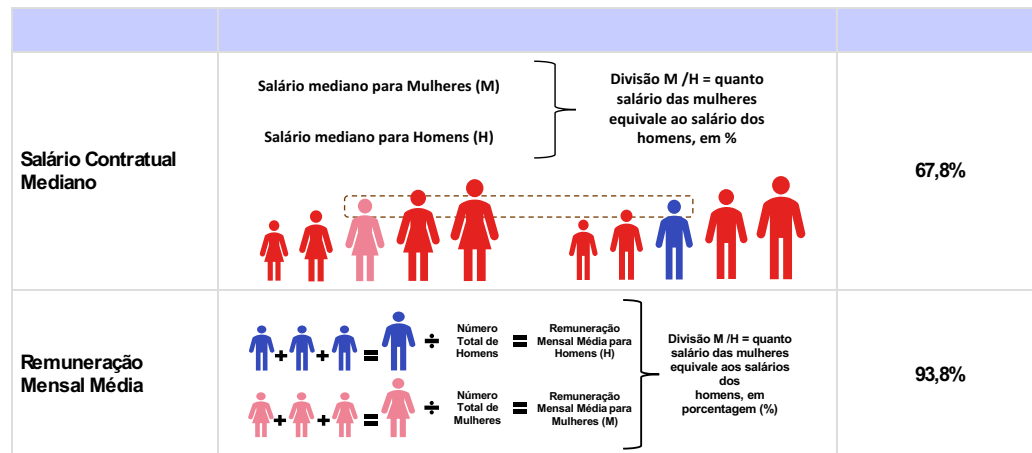 Salário Contratual
Mediano
Salário mediano para Mulheres (M)
Salário mediano para Homens (H)
Divisão M /H = quanto
salário das mulheres
equivale ao salário dos
homens, em %
67,8%
Remuneração
Mensal Média
+ + = ÷
Número
Total de
Homens
=
Remuneração
Mensal Média para
Homens (H)
+ + = ÷
Número
Total de
Mulheres
=
Remuneração
Mensal Média para
Mulheres (M)
Divisão M /H = quanto
salário das mulheres
equivale aos salários
dos
homens, em
porcentagem (%)
93,8%